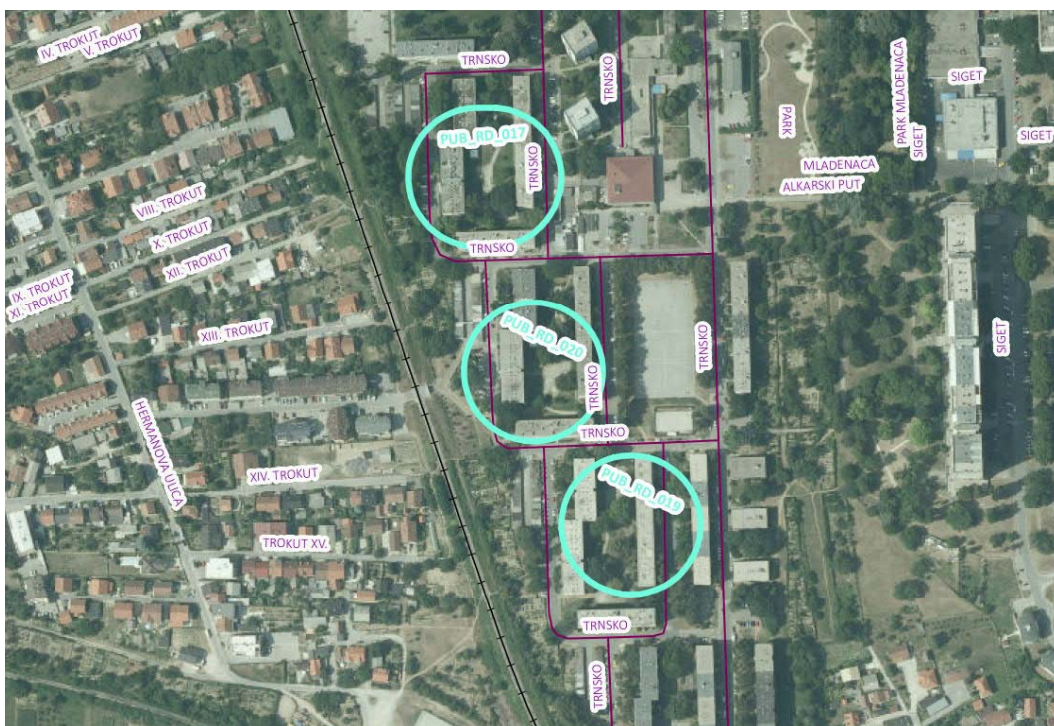 IV. TROKUT
V. TROKUT
TRNSKO
TRNSKO
SIGET
PARK MLADENACA
SIGET
SIGET
PARK
PUB_RD_017
TRNSKO
MLADENACA
ALKARSKI PUT
VIII. TROKUT
X. TROKUT
XII. TROKUT
TRNSKO
IX. TROKUT
XI. TROKUT
XIII. TROKUT
PUB_RD_020
TRNSKO
TRNSKO
SIGET
HERMANOVA ULICA
TRNSKO
XIV. TROKUT
PUB_RD_019
TROKUT XV.
TRNSKO
TRNSKO